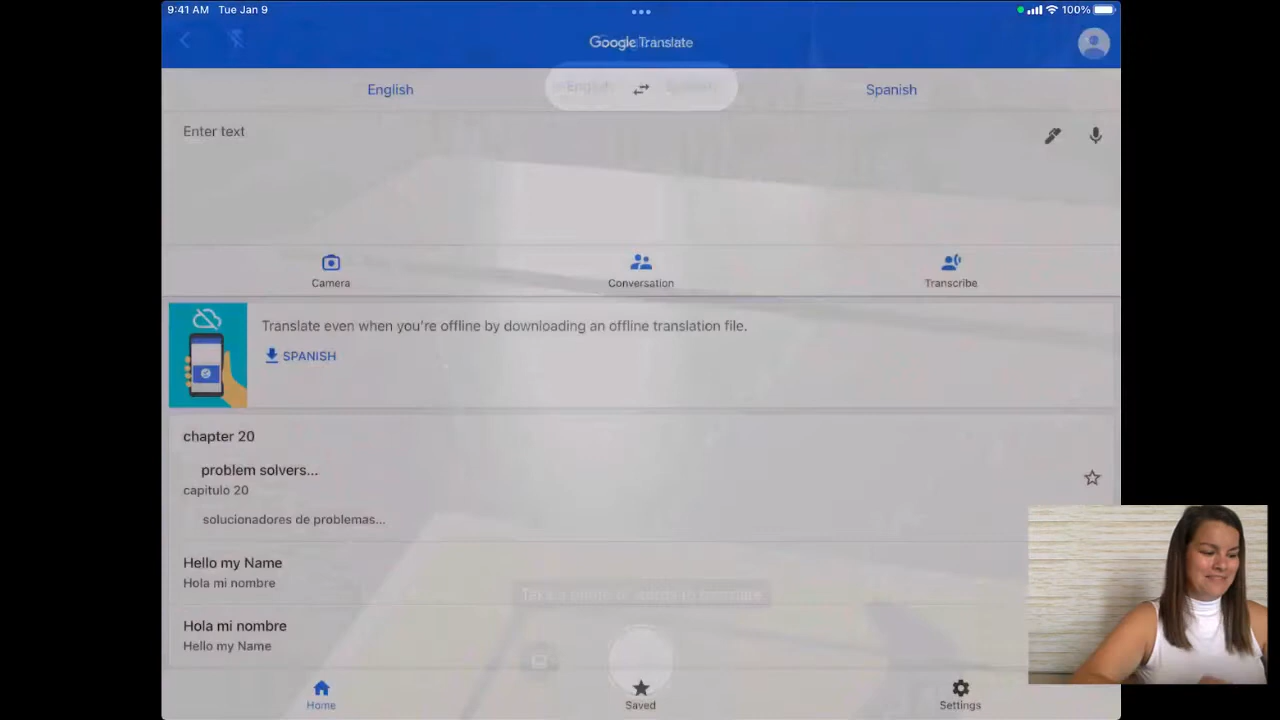 9:41 AM Tue Jan 9
100%
Google Translate
English
English
Spanish
Spanish
Enter text
Camera
Conversation
Transcribe
Translate even when you're offline by downloading an offline translation file.
SPANISH
chapter 20
problem solvers...
capitulo 20
solucionadores de problemas...
Hello my Name
Hola mi nombre
Hola mi nombre
Hello my Name
Home
Saved
Settings